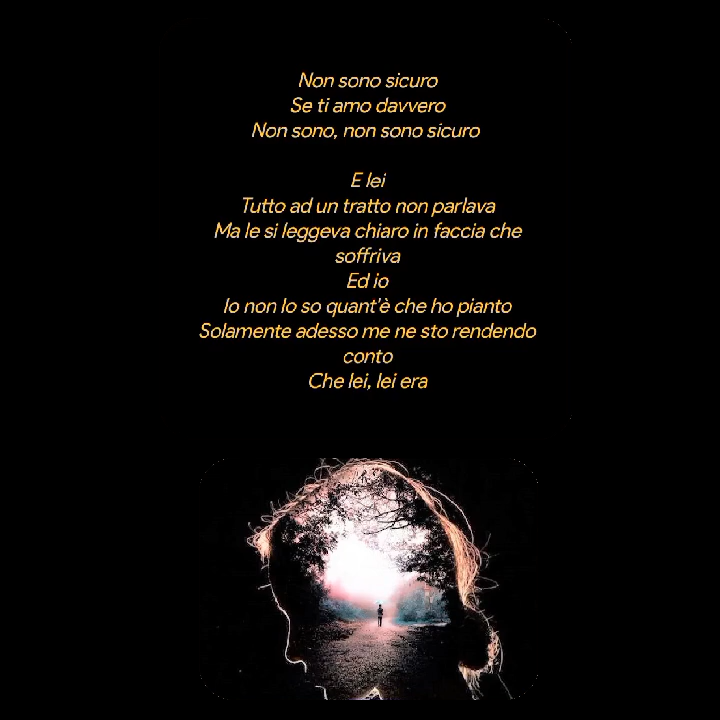 Non sono sicuro
Se ti amo davvero
Non sono, non sono sicuro
E lei
Tutto ad un tratto non parlava
Ma le si leggeva chiaro in faccia che
soffriva
Ed io
Io non lo so quant'è che ho pianto
Solamente adesso me ne sto rendendo
conto
Che lei, lei era